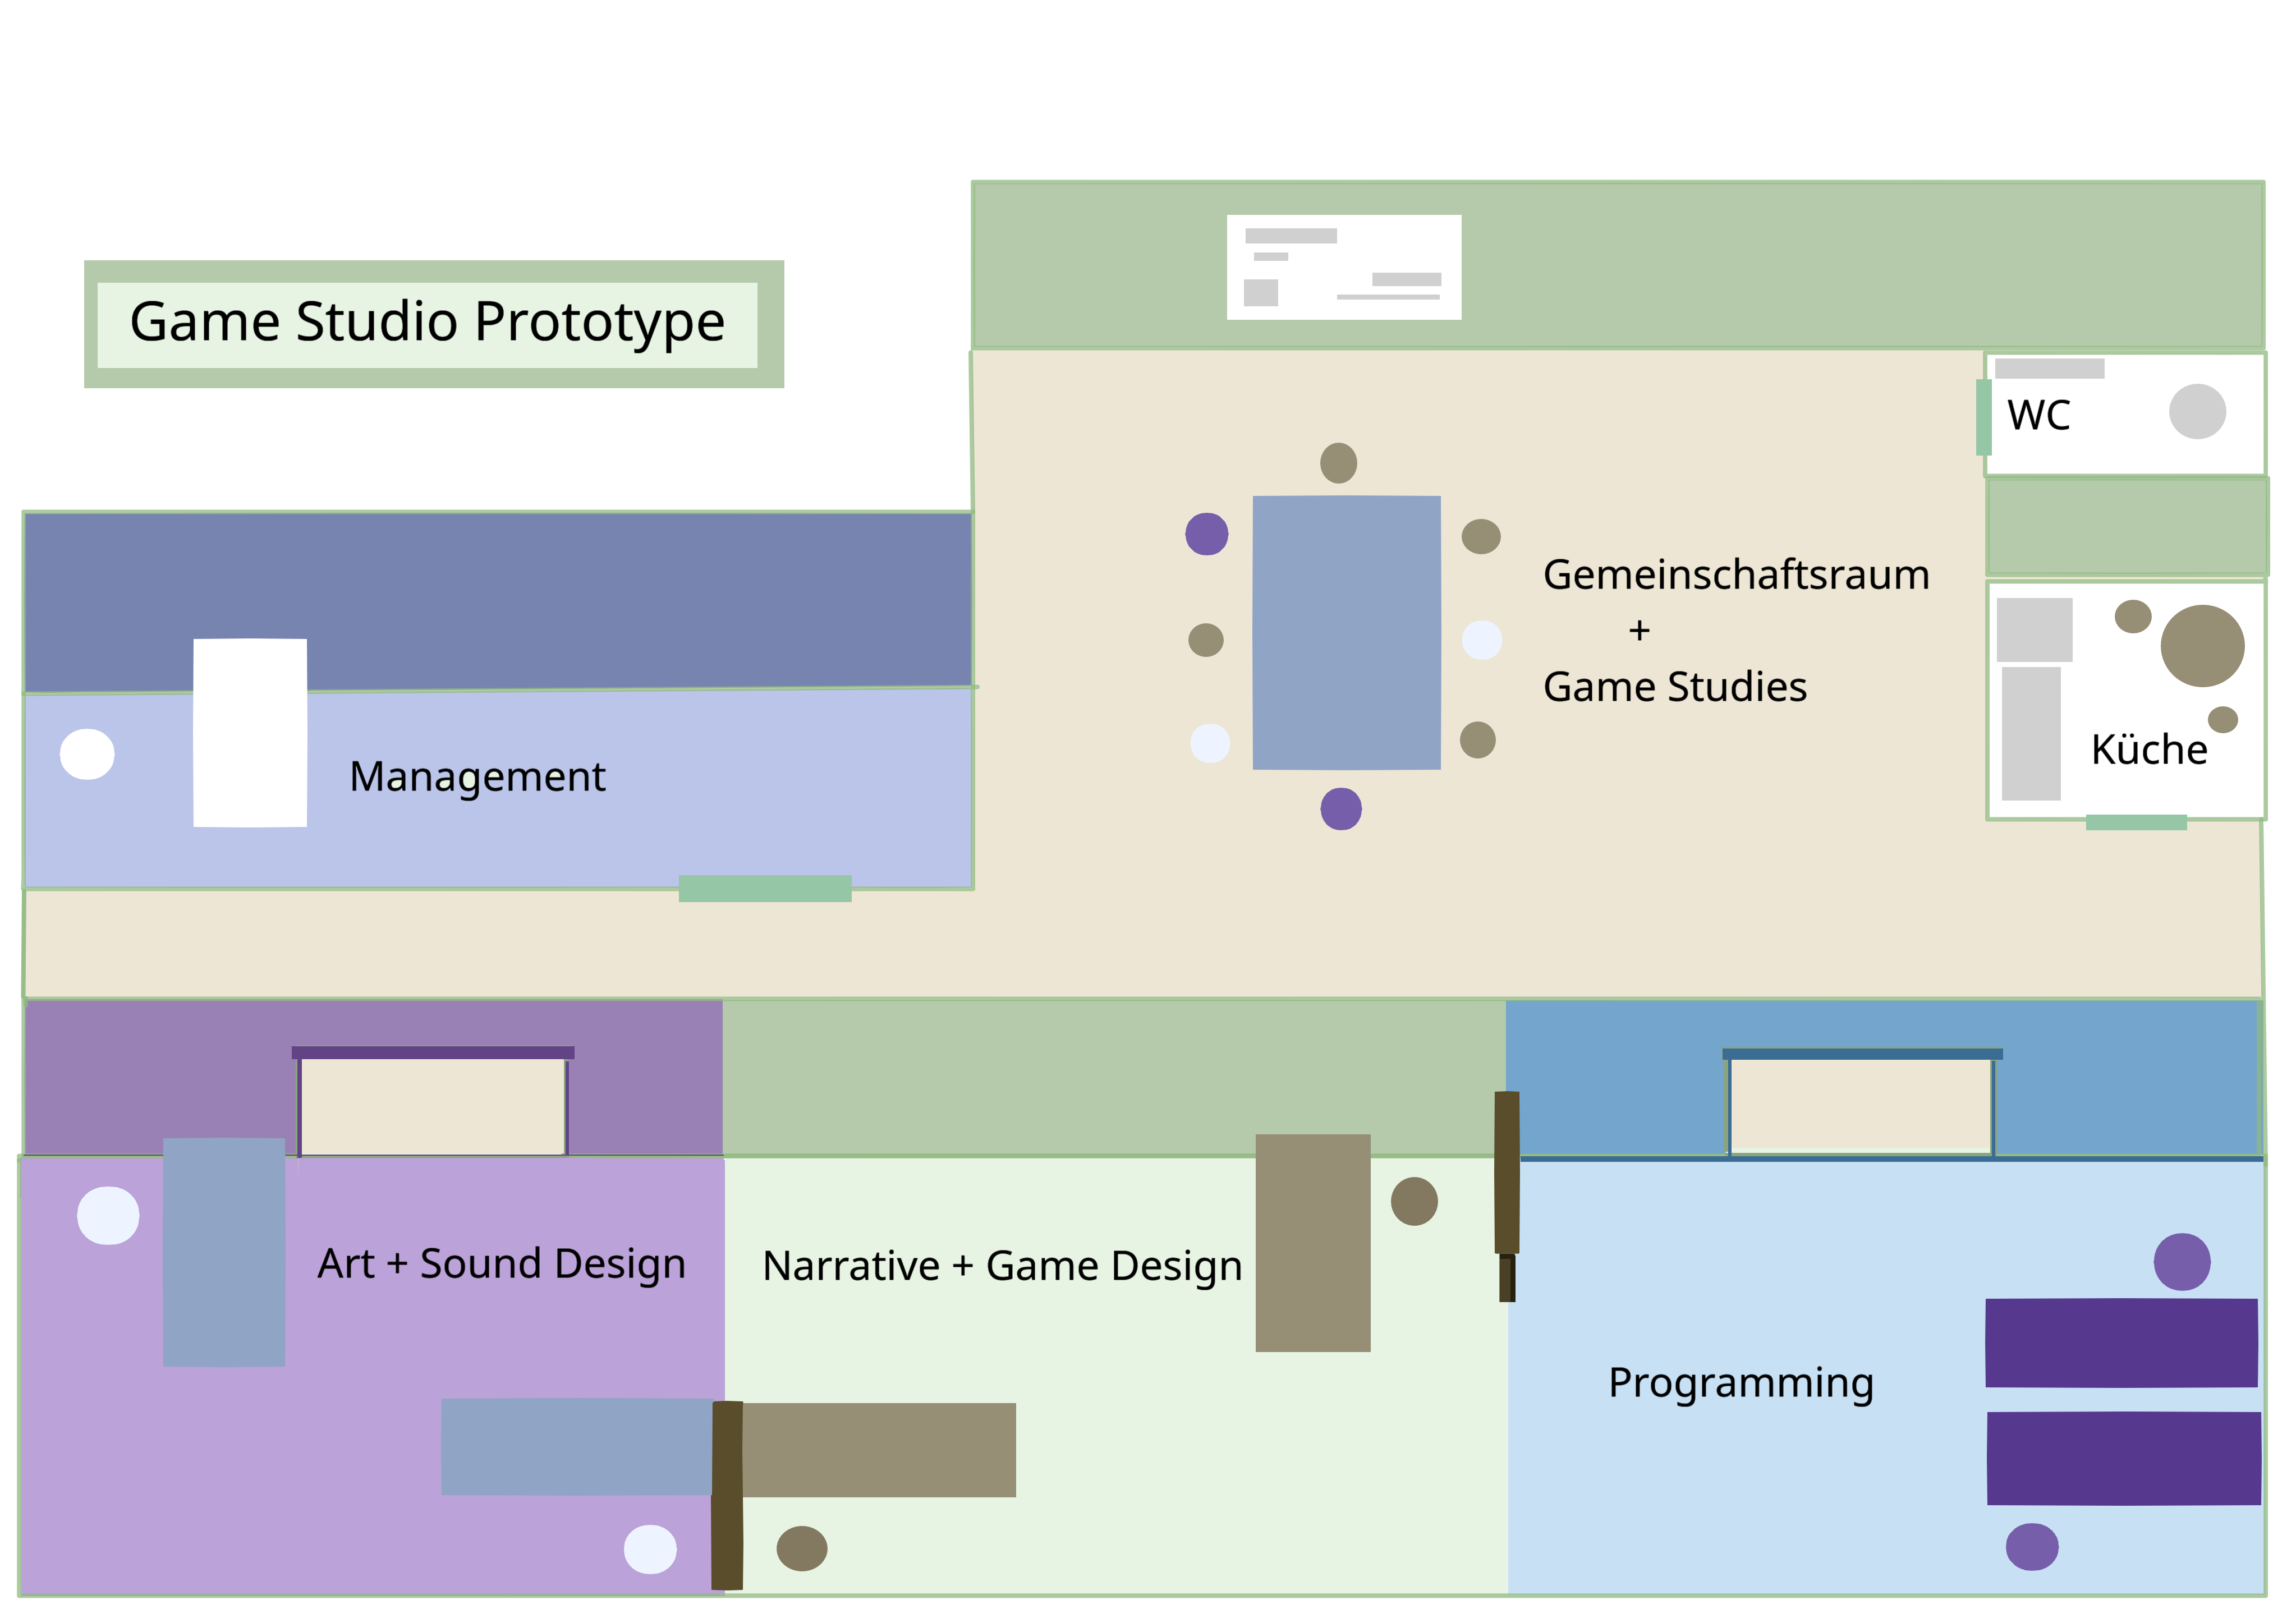 Game Studio Prototype
WC
Gemeinschaftsraum
+
Game Studies
Küche
Management
Art + Sound Design
Narrative + Game Design
Programming